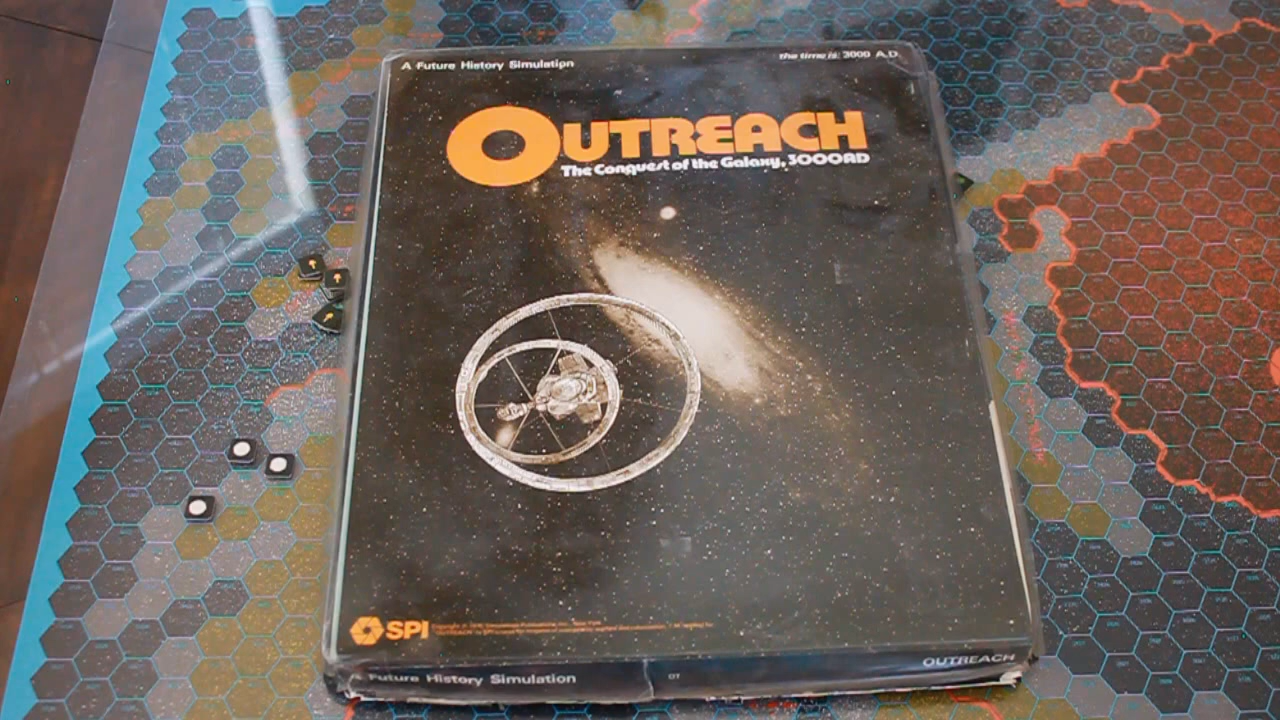 A Future History Simulation
the time is: 3000 A.D.
OUTREACH
The Conquest of the Galaxy, 3000AD
SPI
A Future History Simulation
OUTREACH